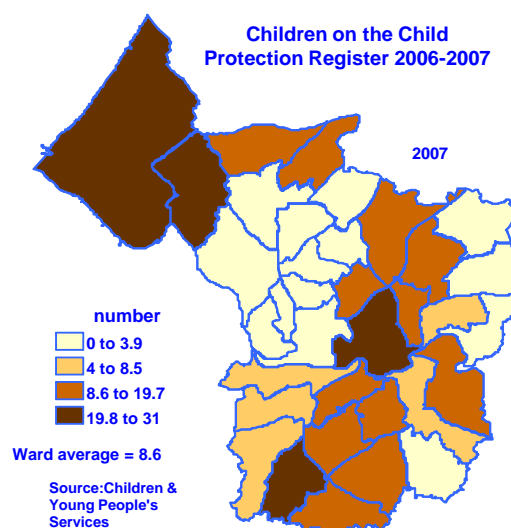 Children on the Child
Protection Register 2006-2007
2007
number
0 to 3.9
4 to 8.5
8.6 to 19.7
19.8 to 31
Ward average = 8.6
Source:Children &
Young People's
Services